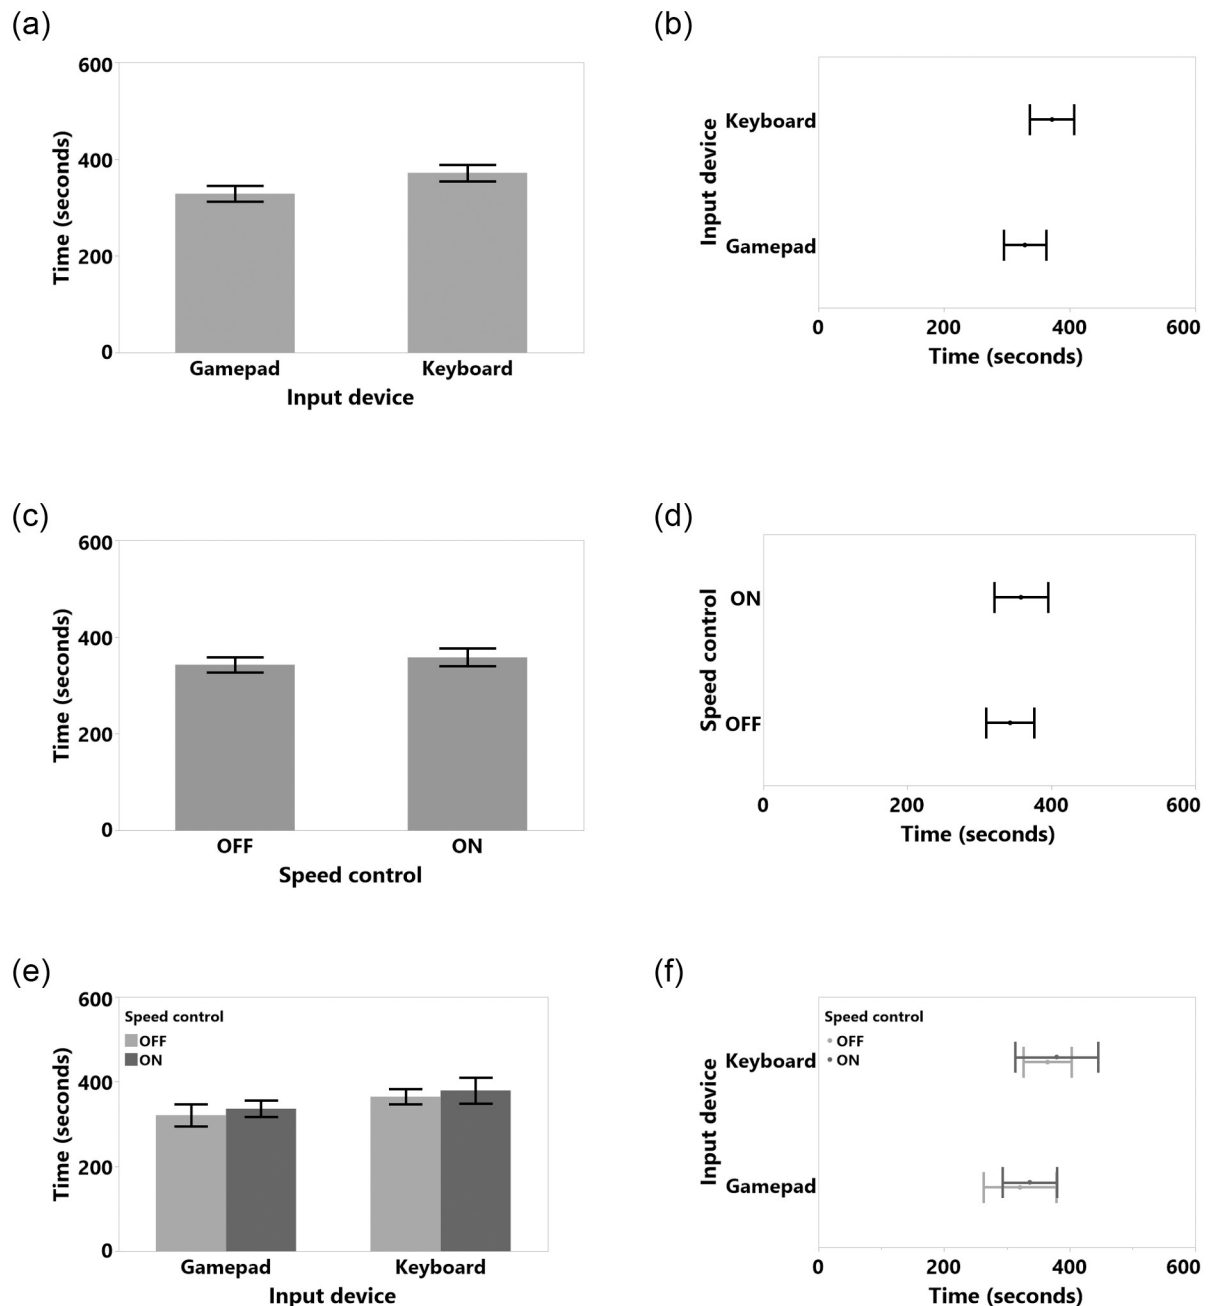 (a)
600
400
200
0
Time (seconds)
Gamepad
Keyboard
Input device
(b)
Input device
Keyboard
Gamepad
0
200
400
600
Time (seconds)
(c)
600
400
200
0
Time (seconds)
OFF
ON
Speed control
(d)
Speed control
ON
OFF
0
200
400
600
Time (seconds)
(e)
600
400
200
0
Time (seconds)
Speed control
OFF
ON
Gamepad
Keyboard
Input device
(f)
Speed control
OFF
ON
Input device
Keyboard
Gamepad
0
200
400
600
Time (seconds)